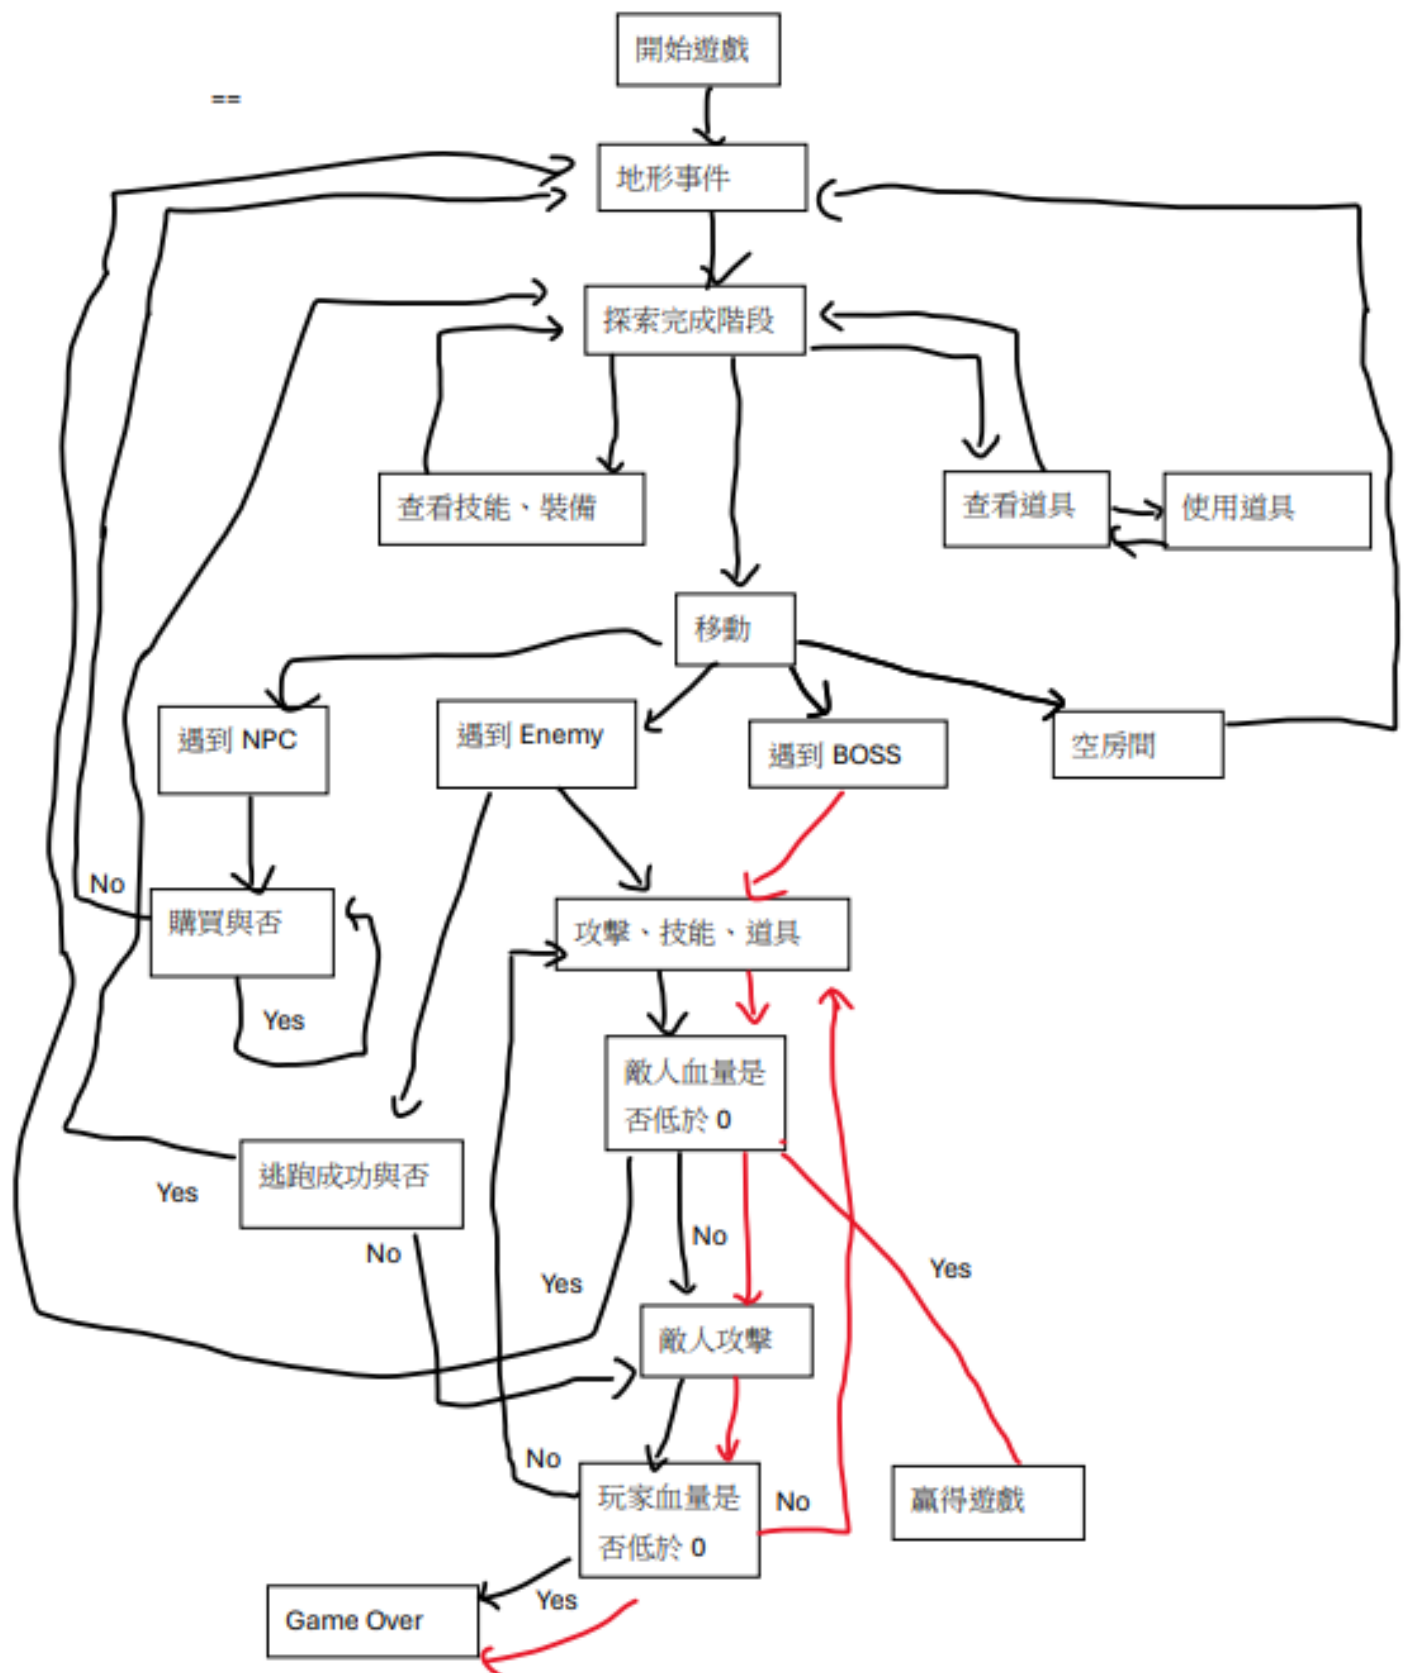 開始遊戲
==
地形事件
探索完成階段
查看技能、裝備
查看道具
使用道具
移動
遇到 NPC
遇到 Enemy
遇到 BOSS
空房間
No
購買與否
攻擊、技能、道具
Yes
敵人血量是
否低於 0
逃跑成功與否
Yes
No
No
Yes
Yes
敵人攻擊
No
玩家血量是
否低於 0
No
贏得遊戲
Yes
Game Over